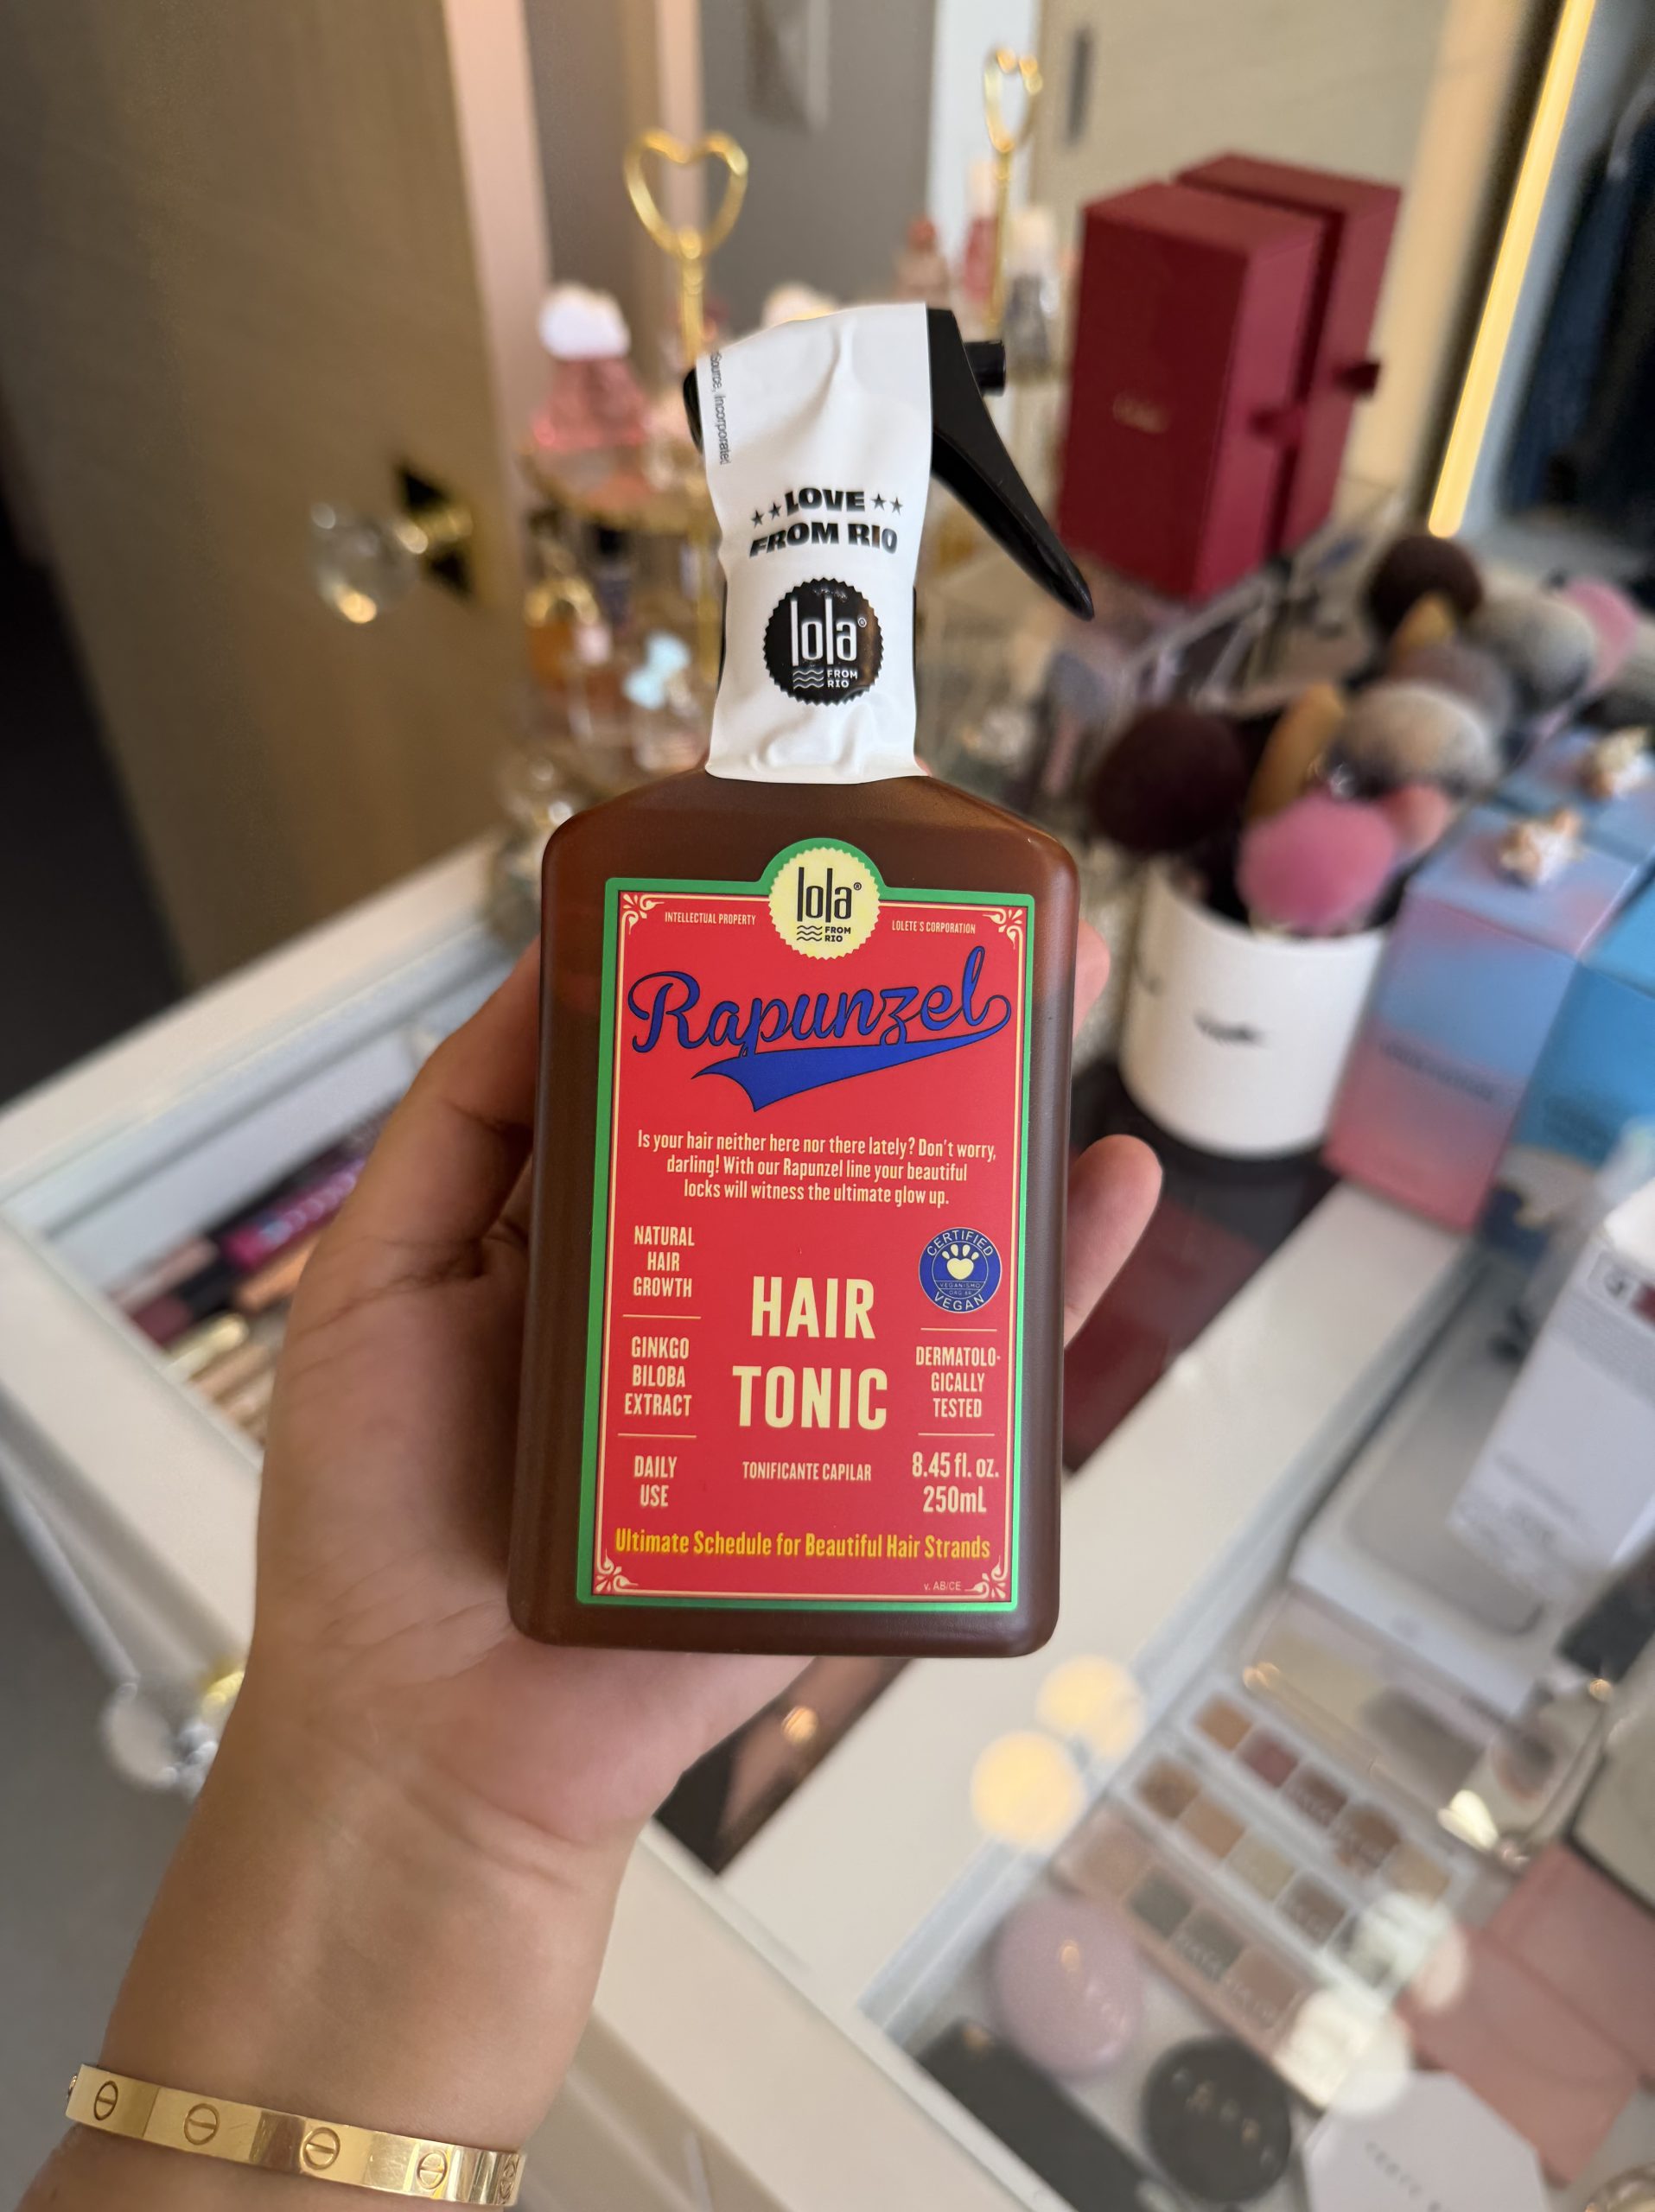 Source, Incorporated
LOVE
FROM RIO
lola®
FROM
RIO
lola®
FROM
RIO
INTELLECTUAL PROPERTY
LOLETE'S CORPORATION
Rapunzel
Is your hair neither here nor there lately? Don't worry,
darling! With our Rapunzel line your beautiful
locks will witness the ultimate glow up.
NATURAL
HAIR
GROWTH
GINKGO
BILOBA
EXTRACT
DAILY
USE
HAIR
TONIC
TONIFICANTE CAPILAR
CERTIFIED
VEGANISMO
ORG.BR
VEGAN
DERMATOLO-
GICALLY
TESTED
8.45 fl. oz.
250mL
Ultimate Schedule for Beautiful Hair Strands
v. AB/CE